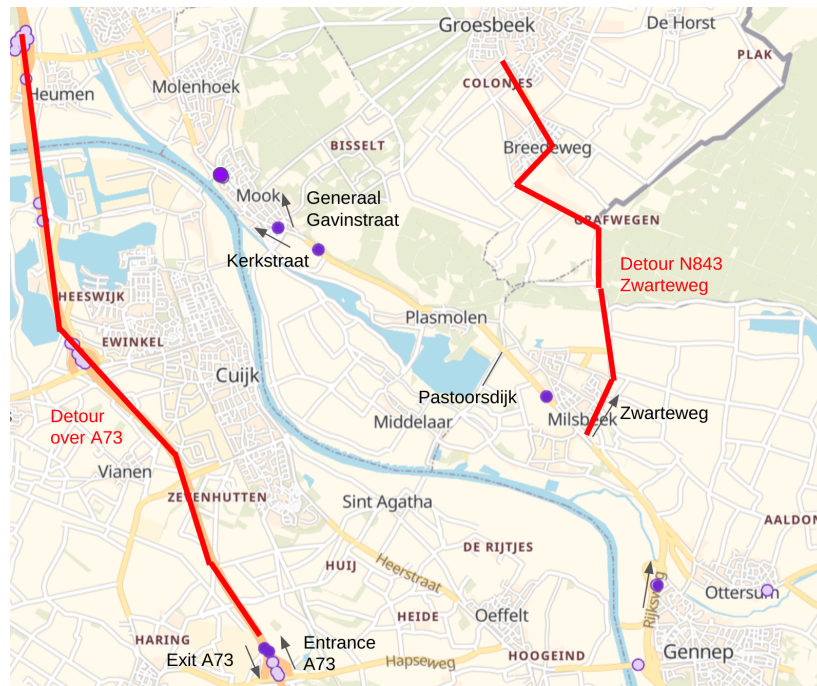 Groesbeek
De Horst
PLAK
COLONJES
Molenhoek
Heumen
BISSELT
Breedeweg
Mook
Generaal
Gavinstraat
GRAFWEGEN
Kerkstraat
Detour N843
Zwarteweg
HEESWIJK
Plasmolen
EWINKEL
Cuijk
Pastoorsdijk
Detour
over A73
Middelaar
Milsbeek
Zwarteweg
Vianen
ZEVENHUTTEN
Sint Agatha
AALDON
DE RIJTJES
HUIJ
Heerstraat
Rijksweg
Ottersum
HEIDE
Oeffelt
HARING
Exit A73
Entrance
A73
Hapseweg
HOOGEIND
Gennep